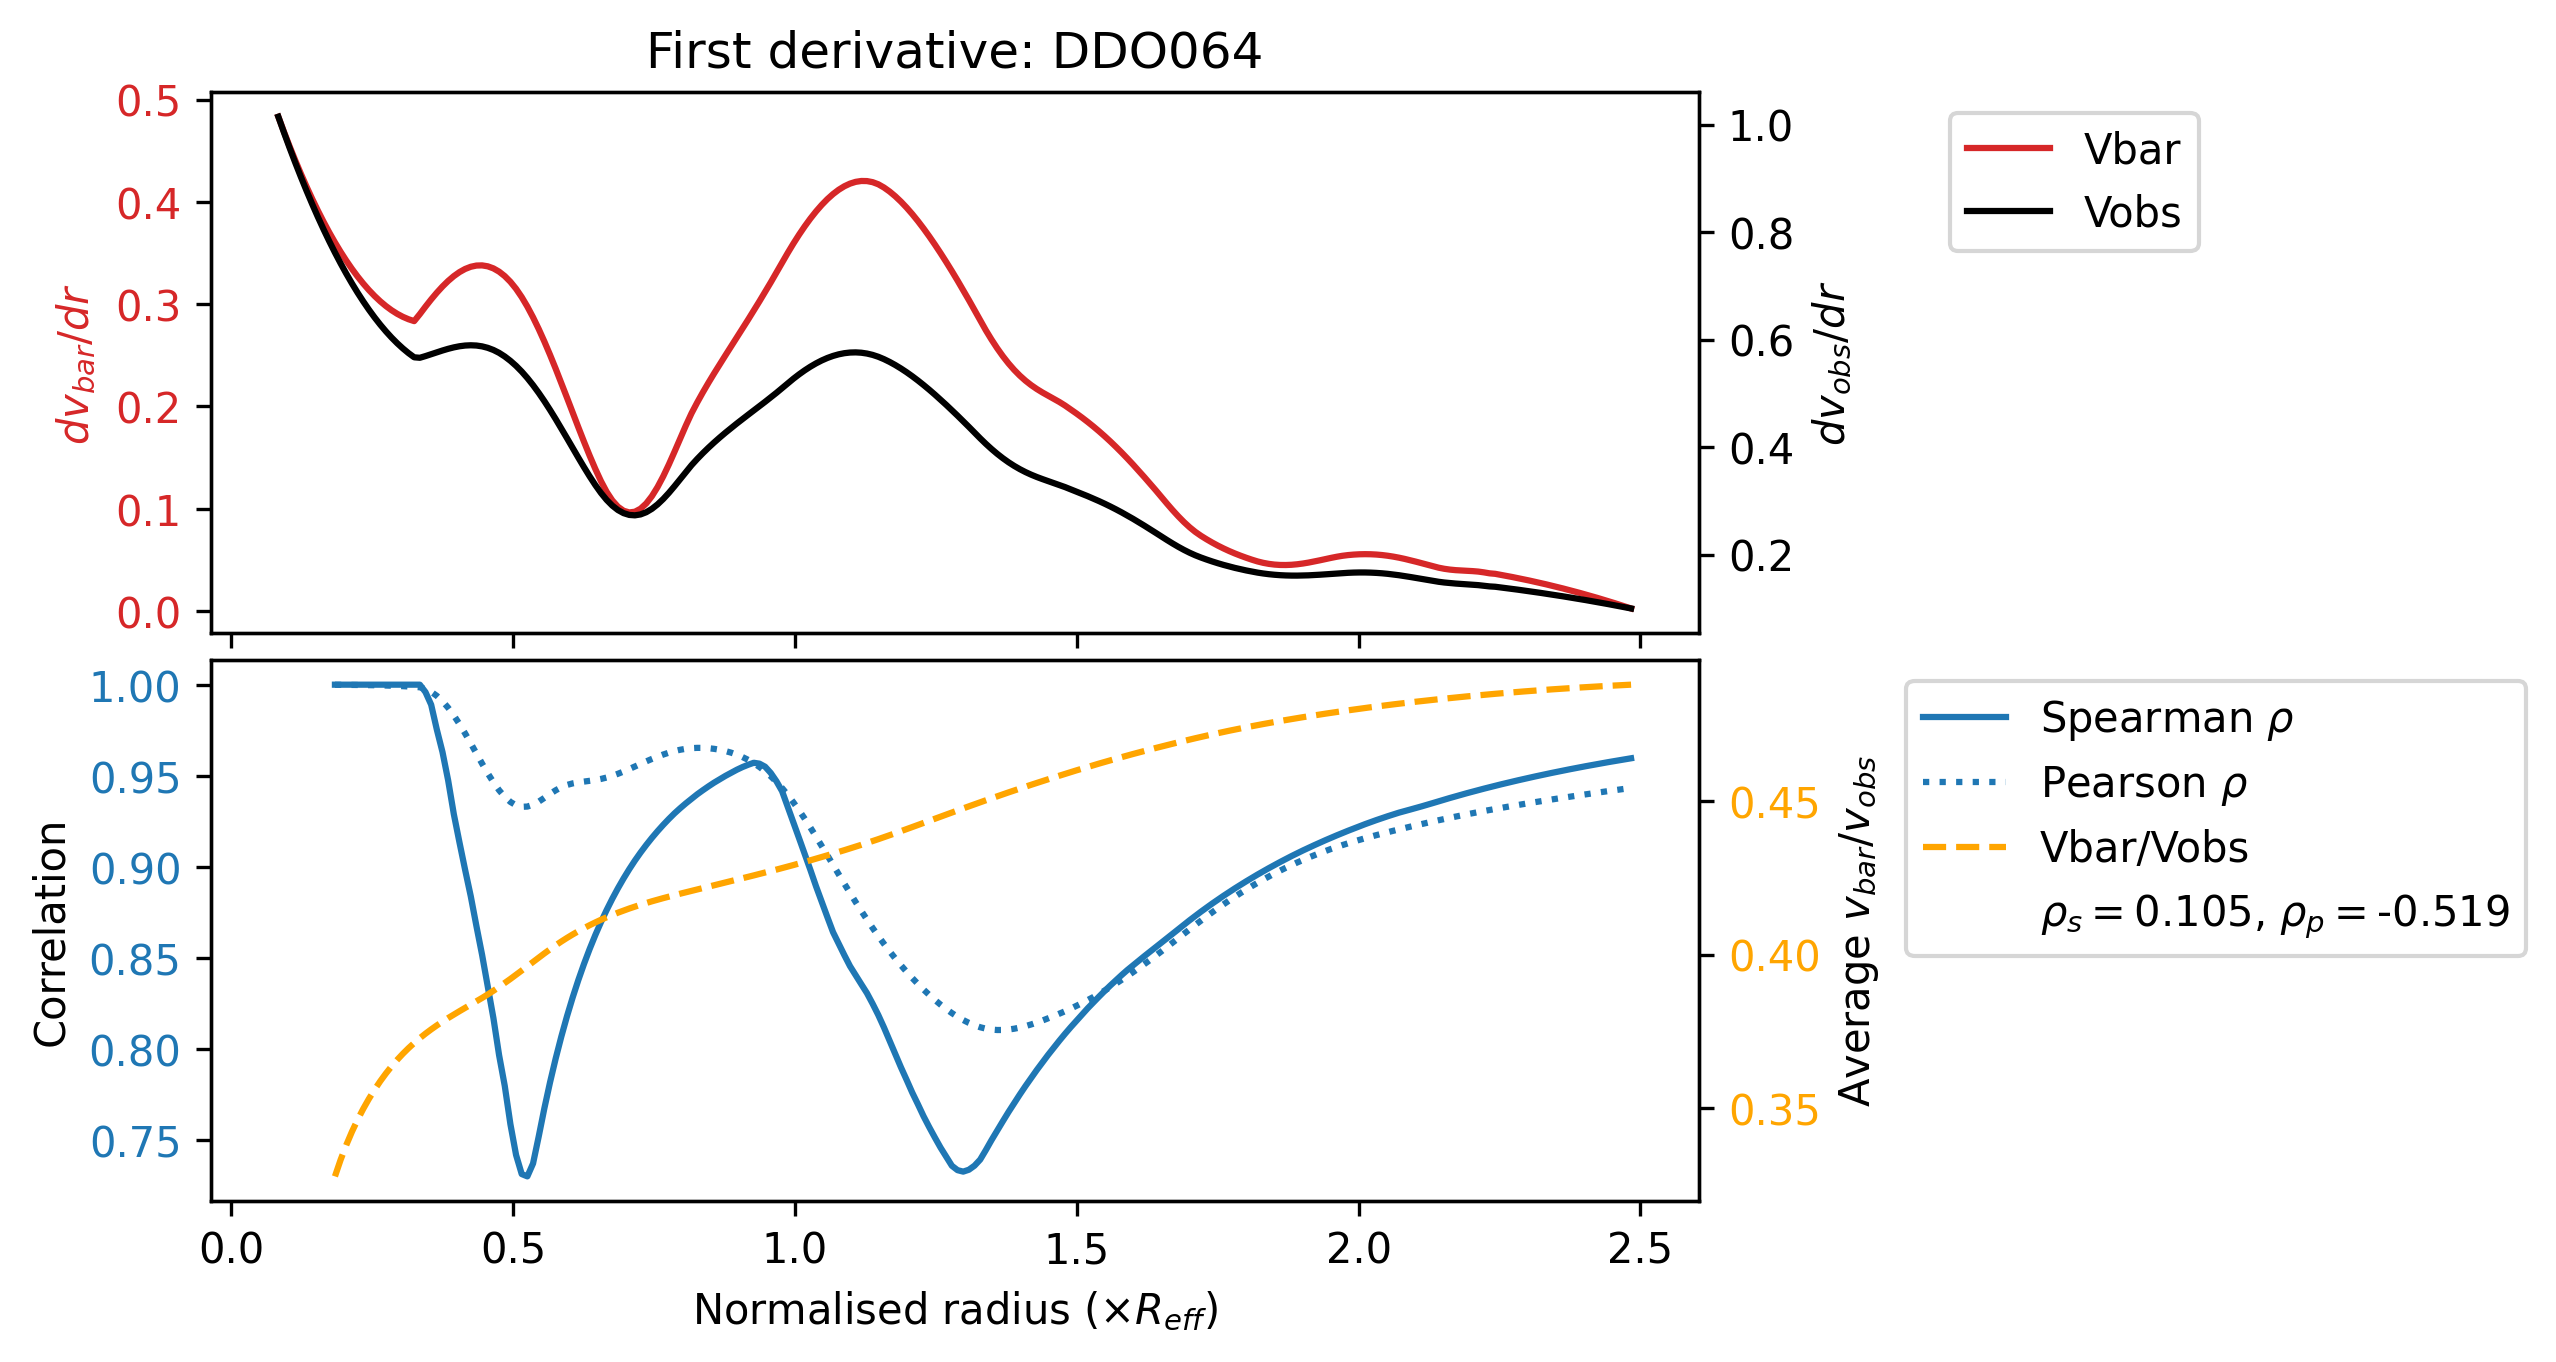 First derivative: DDO064
0.5
0.4
0.3
0.2
0.1
0.0
dv_bar/dr
1.0
0.8
0.6
0.4
0.2
dv_obs/dr
Vbar
Vobs
1.00
0.95
0.90
0.85
0.80
0.75
Correlation
0.45
0.40
0.35
Average v_bar/v_obs
Spearman ρ
Pearson ρ
Vbar/Vobs
ρ_s = 0.105, ρ_p = -0.519
0.0 0.5 1.0 1.5 2.0 2.5
Normalised radius (×R_eff)